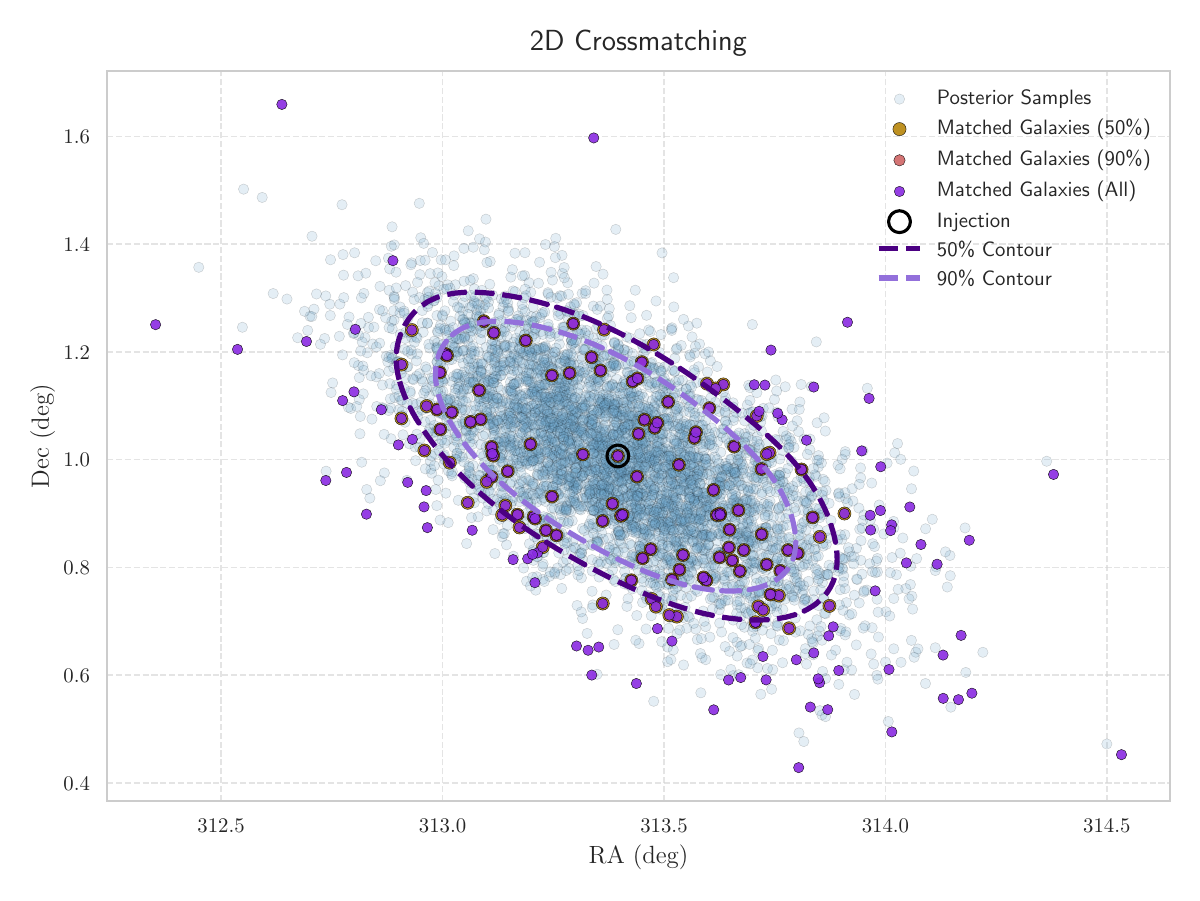 2D Crossmatching
Posterior Samples
Matched Galaxies (50%)
Matched Galaxies (90%)
Matched Galaxies (All)
Injection
50% Contour
90% Contour
1.6
1.4
1.2
1.0
0.8
0.6
0.4
Dec (deg)
312.5 313.0 313.5 314.0 314.5
RA (deg)